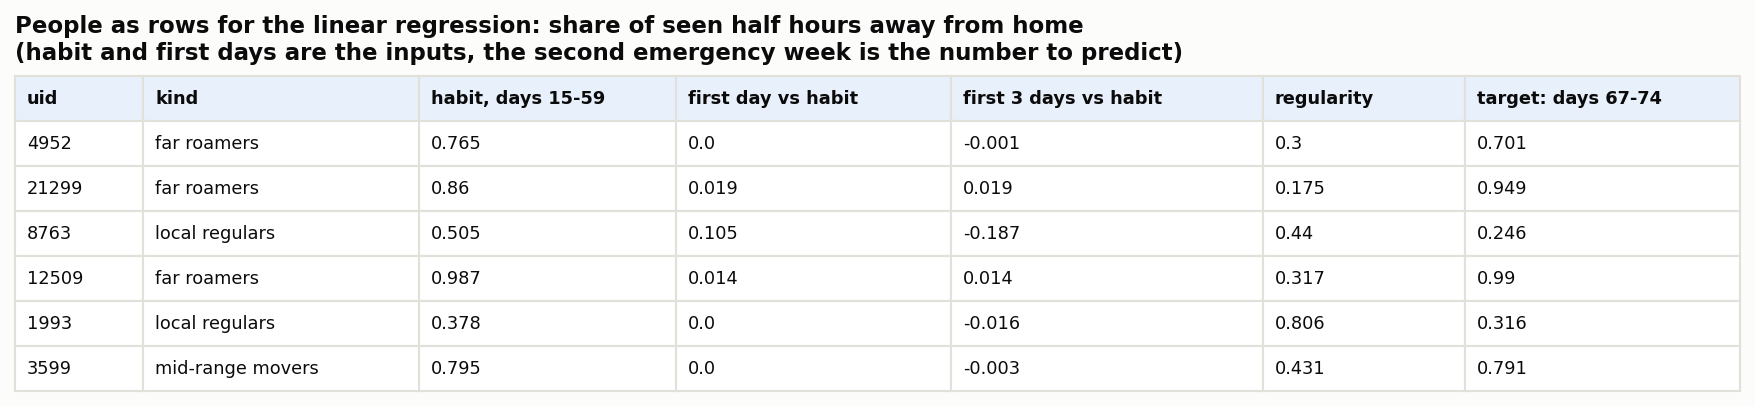 People as rows for the linear regression: share of seen half hours away from home
(habit and first days are the inputs, the second emergency week is the number to predict)
uid kind habit, days 15-59 first day vs habit first 3 days vs habit regularity target: days 67-74
4952 far roamers 0.765 0.0 -0.001 0.3 0.701
21299 far roamers 0.86 0.019 0.019 0.175 0.949
8763 local regulars 0.505 0.105 -0.187 0.44 0.246
12509 far roamers 0.987 0.014 0.014 0.317 0.99
1993 local regulars 0.378 0.0 -0.016 0.806 0.316
3599 mid-range movers 0.795 0.0 -0.003 0.431 0.791